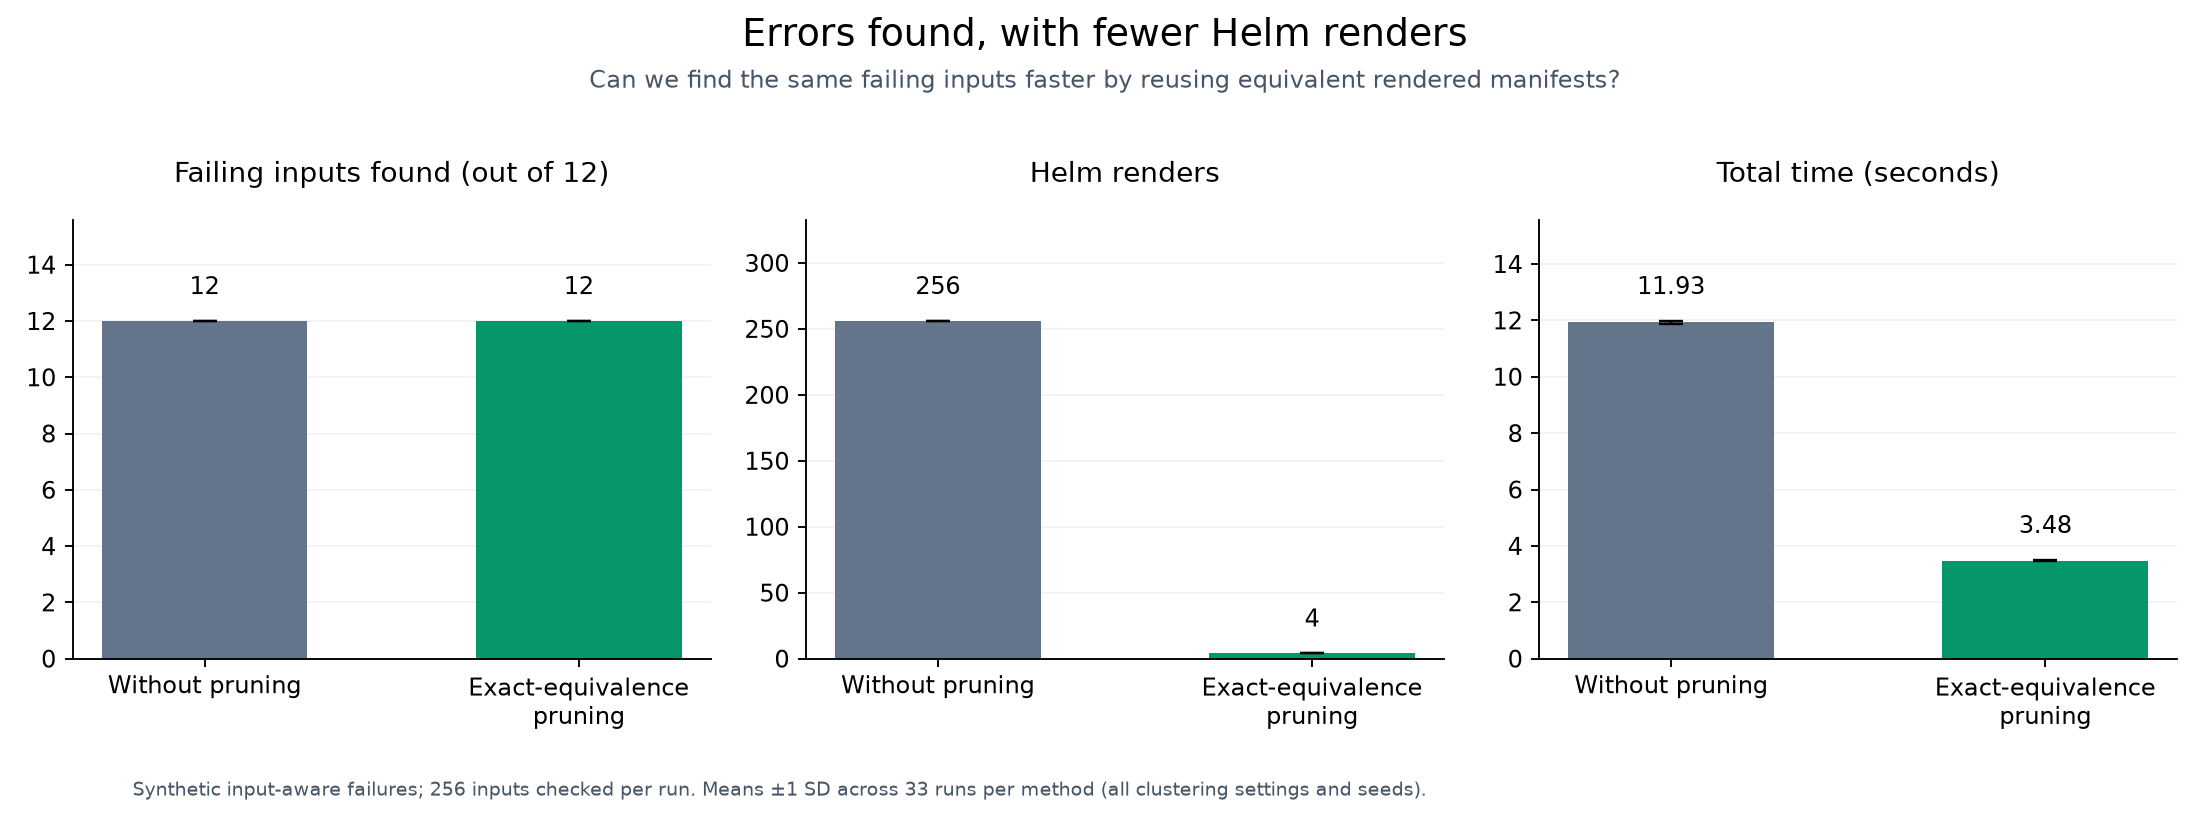 Errors found, with fewer Helm renders
Can we find the same failing inputs faster by reusing equivalent rendered manifests?
Failing inputs found (out of 12)
14
12
10
8
6
4
2
0
12
12
Without pruning
Exact-equivalence
pruning
Helm renders
300
250
200
150
100
50
0
256
4
Without pruning
Exact-equivalence
pruning
Total time (seconds)
14
12
10
8
6
4
2
0
11.93
3.48
Without pruning
Exact-equivalence
pruning
Synthetic input-aware failures; 256 inputs checked per run. Means ±1 SD across 33 runs per method (all clustering settings and seeds).